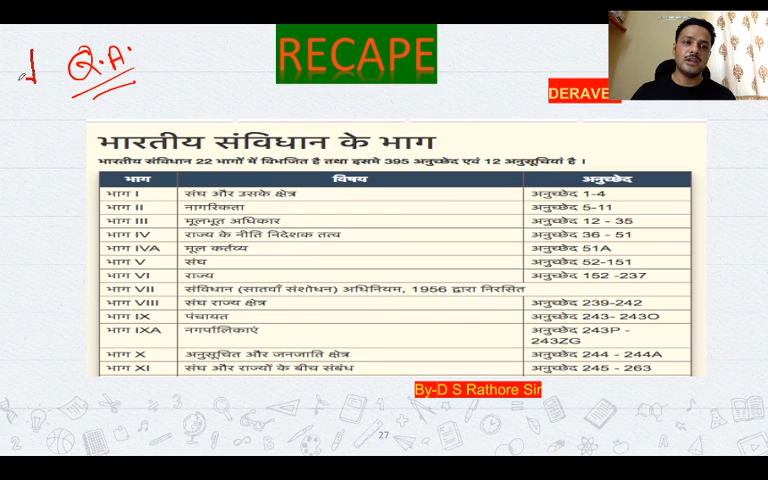 RECAPE
Q.A.
DERAVE
भारतीय संविधान के भाग
भारतीय संविधान 22 भागों में विभजित है तथा इसमे 395 अनुच्छेद एवं 12 अनुसूचियां है ।
भाग विषय अनुच्छेद
भाग I संघ और उसके क्षेत्र अनुच्छेद 1-4
भाग II नागरिकता अनुच्छेद 5-11
भाग III मूलभूत अधिकार अनुच्छेद 12 - 35
भाग IV राज्य के नीति निदेशक तत्व अनुच्छेद 36 - 51
भाग IVA मूल कर्तव्य अनुच्छेद 51A
भाग V संघ अनुच्छेद 52-151
भाग VI राज्य अनुच्छेद 152 -237
भाग VII संविधान (सातवाँ संशोधन) अधिनियम, 1956 द्वारा निरसित
भाग VIII संघ राज्य क्षेत्र अनुच्छेद 239-242
भाग IX पंचायत अनुच्छेद 243- 243O
भाग IXA नगर्पालिकाएं अनुच्छेद 243P -
243ZG
भाग X अनुसूचित और जनजाति क्षेत्र अनुच्छेद 244 - 244A
भाग XI संघ और राज्यों के बीच संबंध अनुच्छेद 245 - 263
By-D S Rathore Sir
27